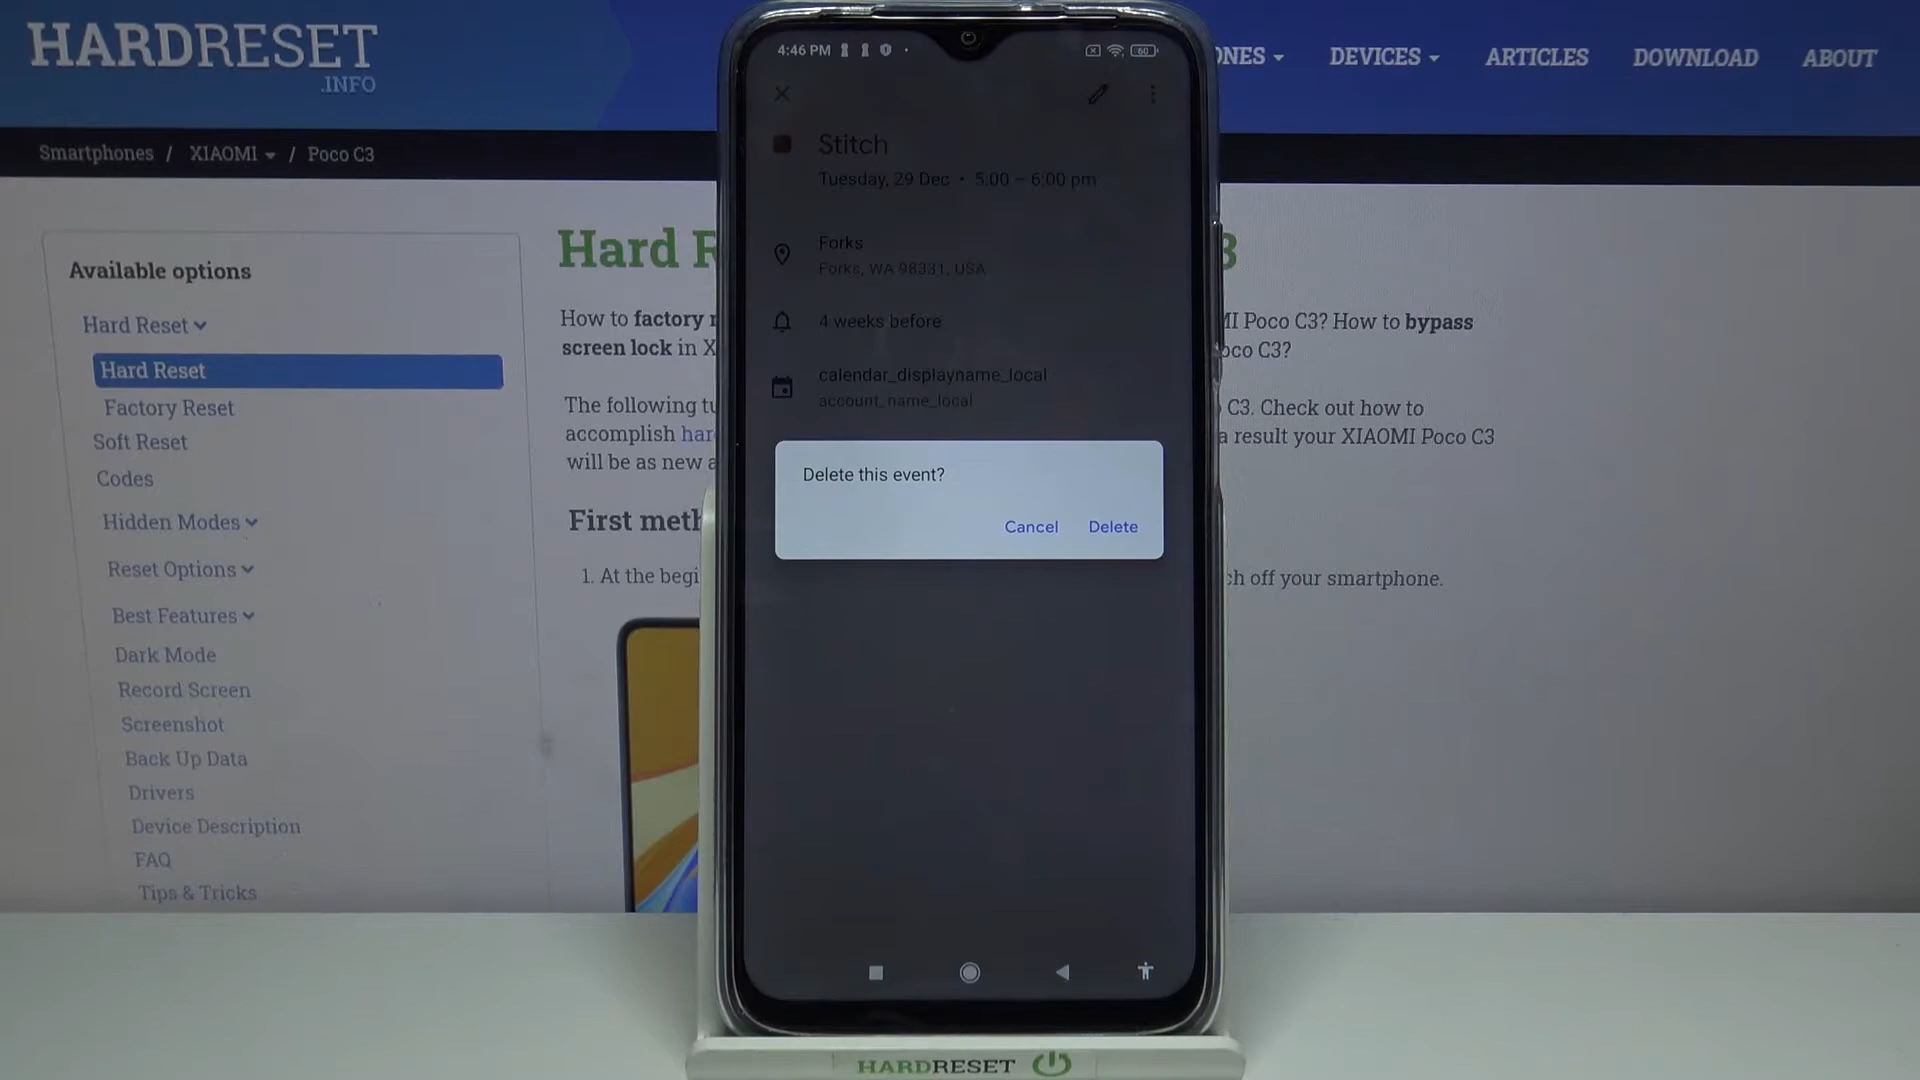 HARDRESET
.INFO
ONES
DEVICES
ARTICLES
DOWNLOAD
ABOUT
Smartphones / XIAOMI / Poco C3
Available options
Hard Reset
Hard Reset
Factory Reset
Soft Reset
Codes
Hidden Modes
Reset Options
Best Features
Dark Mode
Record Screen
Screenshot
Back Up Data
Drivers
Device Description
FAQ
Tips & Tricks
Hard R
3
How to factory r
MI Poco C3? How to bypass
screen lock in X
oco C3?
The following tu
C3. Check out how to
accomplish har
a result your XIAOMI Poco C3
will be as new a
First meth
1. At the begi
ch off your smartphone.
4:46 PM
60
Stitch
Tuesday, 29 Dec • 5:00 – 6:00 pm
Forks
Forks, WA 98331, USA
4 weeks before
calendar_displayname_local
account_name_local
Delete this event?
Cancel
Delete
HARDRESET